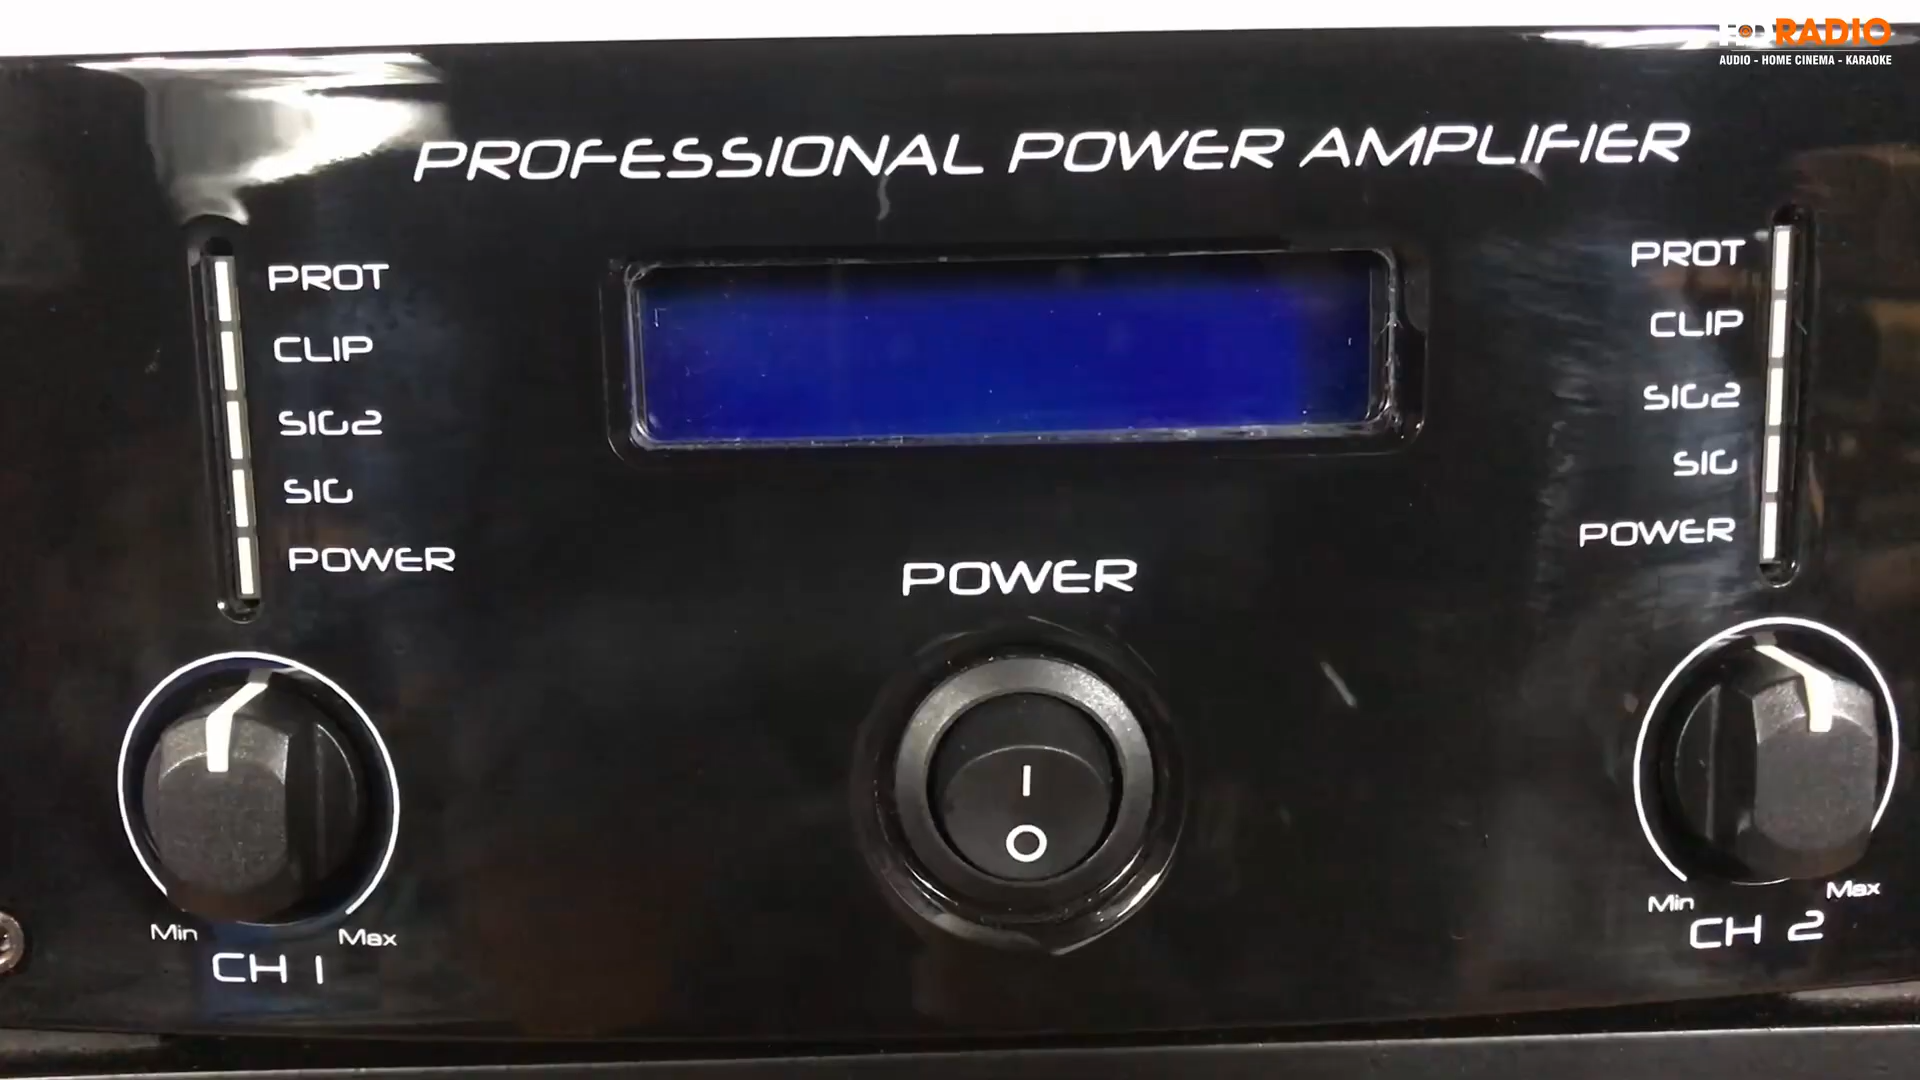 RADIO
AUDIO - HOME CINEMA - KARAOKE
PROFESSIONAL POWER AMPLIFIER
PROT
CLIP
SIG2
SIG
POWER
PROT
CLIP
SIG2
SIG
POWER
POWER
I
O
Min
Max
CH 1
Min
Max
CH 2